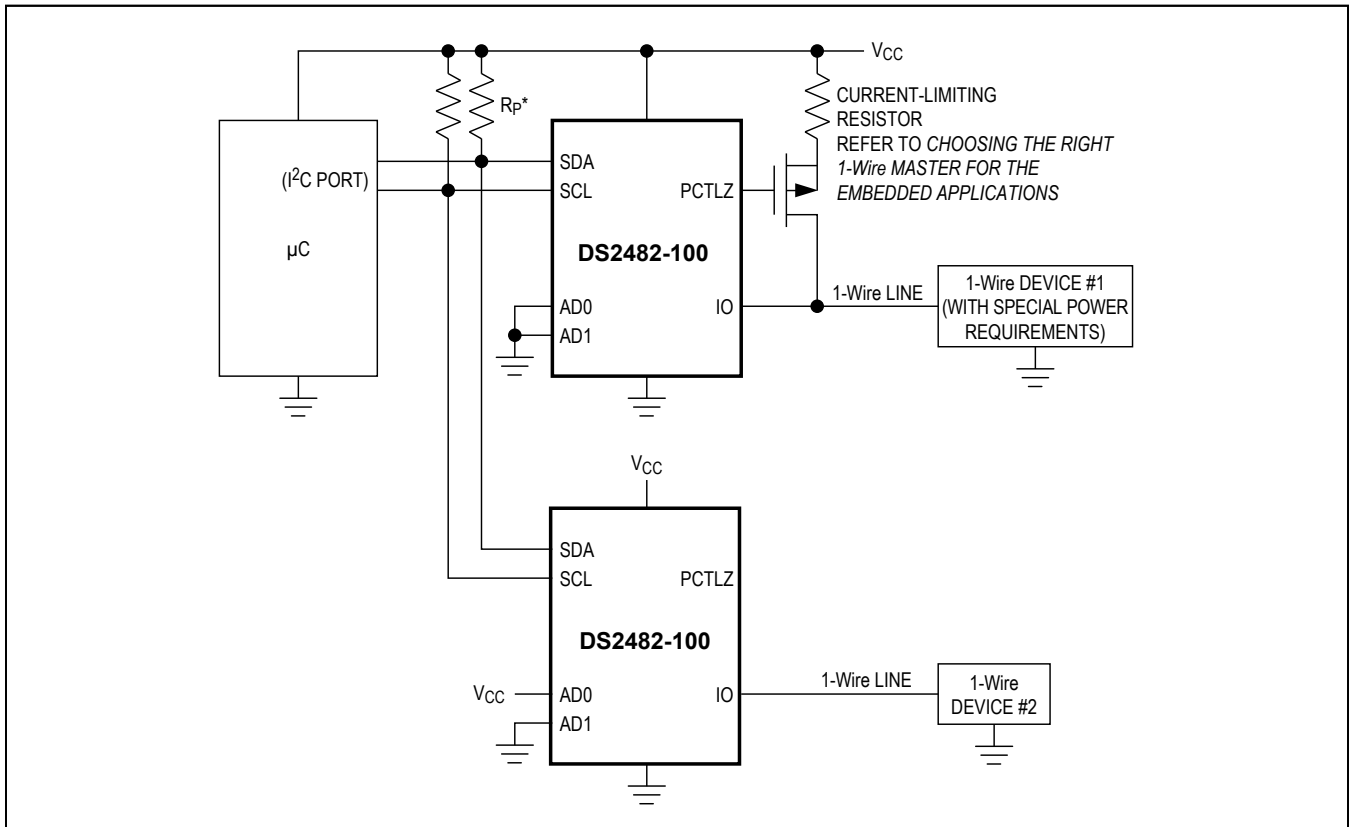 VCC
RP*
CURRENT-LIMITING
RESISTOR
REFER TO CHOOSING THE RIGHT
1-Wire MASTER FOR THE
EMBEDDED APPLICATIONS
(I²C PORT)
µC
SDA
SCL
PCTLZ
DS2482-100
AD0
AD1
IO
1-Wire LINE
1-Wire DEVICE #1
(WITH SPECIAL POWER
REQUIREMENTS)
VCC
SDA
SCL
PCTLZ
DS2482-100
VCC
AD0
AD1
IO
1-Wire LINE
1-Wire
DEVICE #2